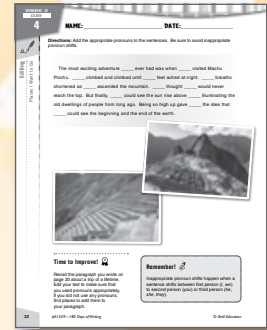 WEEK 2
DAY
4
NAME: DATE:
Editing
Places I Want to Go
Directions: Add the appropriate pronouns to the sentences. Be sure to avoid inappropriate
pronoun shifts.
The most exciting adventure _____ ever had was when _____ visited Machu
Picchu. _____ climbed and climbed until _____ feet ached at night. _____ breaths
shortened as _____ ascended the mountain. _____ thought _____ would never
reach the top. But finally, _____ could see the sun rise above _____ illuminating the
old dwellings of people from long ago. Being so high up gave _____ the idea that
_____ could see the beginning and the end of the earth.
Time to Improve!
Revisit the paragraph you wrote on
page 20 about a trip of a lifetime.
Edit your text to make sure that
you used pronouns appropriately.
If you did not use any pronouns,
find places to add them to
your paragraph.
Remember!
Inappropriate pronoun shifts happen when a
sentence shifts between first person (I, we)
to second person (you) or third person (he,
she, they).
22
—180 Days of Writing
© Shell Education